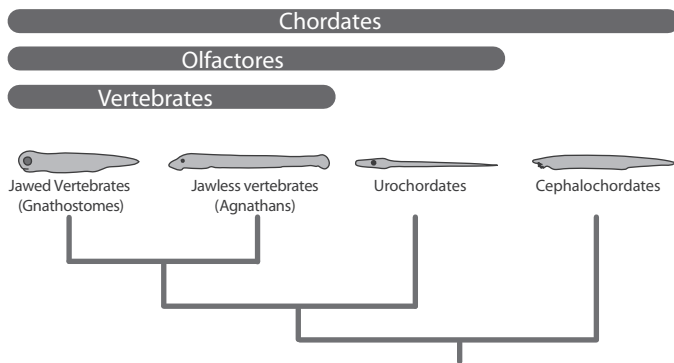 Chordates
Olfactores
Vertebrates
Jawed Vertebrates
(Gnathostomes)
Jawless vertebrates
(Agnathans)
Urochordates
Cephalochordates